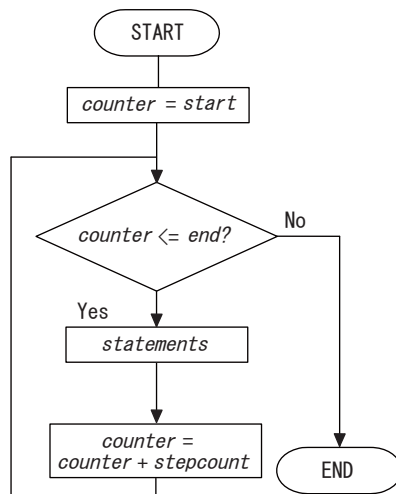 START
counter = start
counter <= end?
No
Yes
statements
counter =
counter + stepcount
END